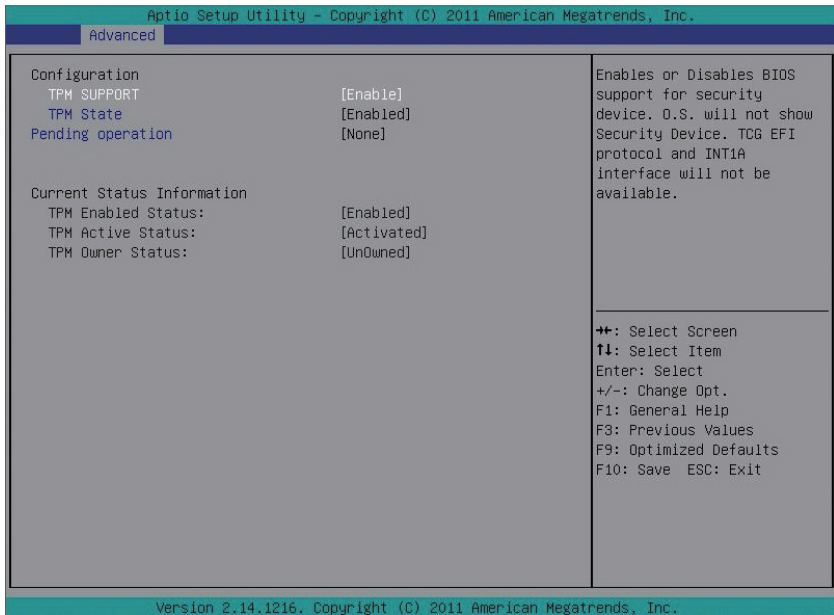 Aptio Setup Utility – Copyright (C) 2011 American Megatrends, Inc.
Advanced
Configuration
TPM SUPPORT [Enable]
TPM State [Enabled]
Pending operation [None]
Current Status Information
TPM Enabled Status: [Enabled]
TPM Active Status: [Activated]
TPM Owner Status: [UnOwned]
Enables or Disables BIOS
support for security
device. O.S. will not show
Security Device. TCG EFI
protocol and INT1A
interface will not be
available.
→←: Select Screen
↑↓: Select Item
Enter: Select
+/-: Change Opt.
F1: General Help
F3: Previous Values
F9: Optimized Defaults
F10: Save ESC: Exit
Version 2.14.1216. Copyright (C) 2011 American Megatrends, Inc.